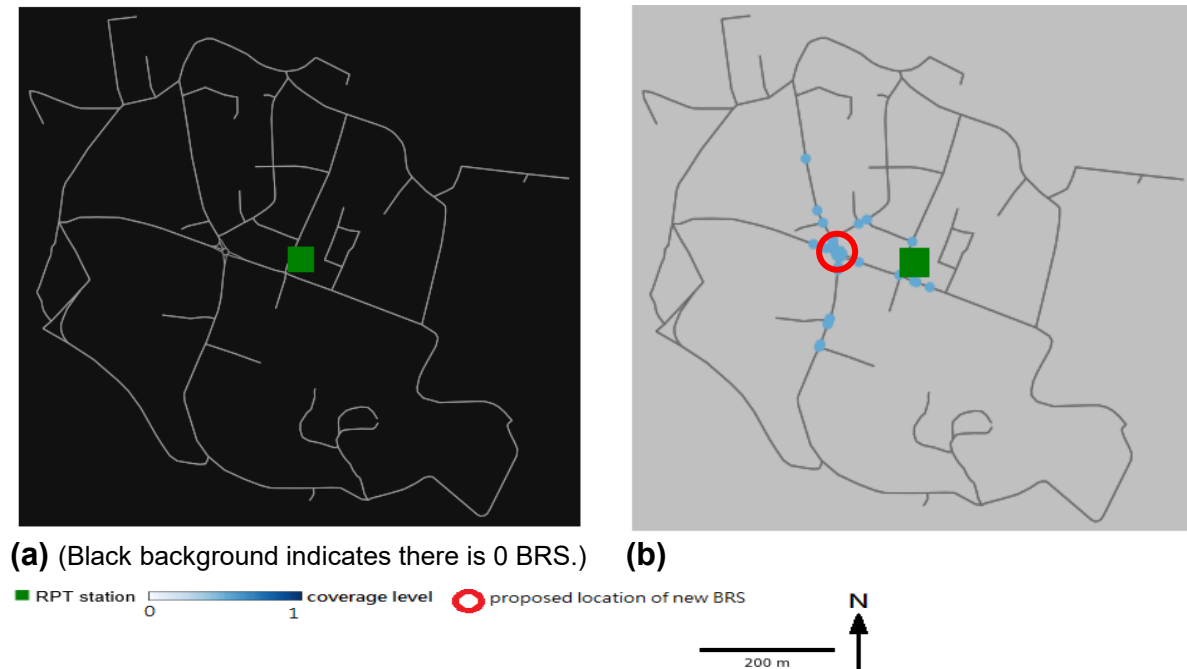 (a) (Black background indicates there is 0 BRS.) (b)
RPT station 0 1 coverage level proposed location of new BRS
N
200 m